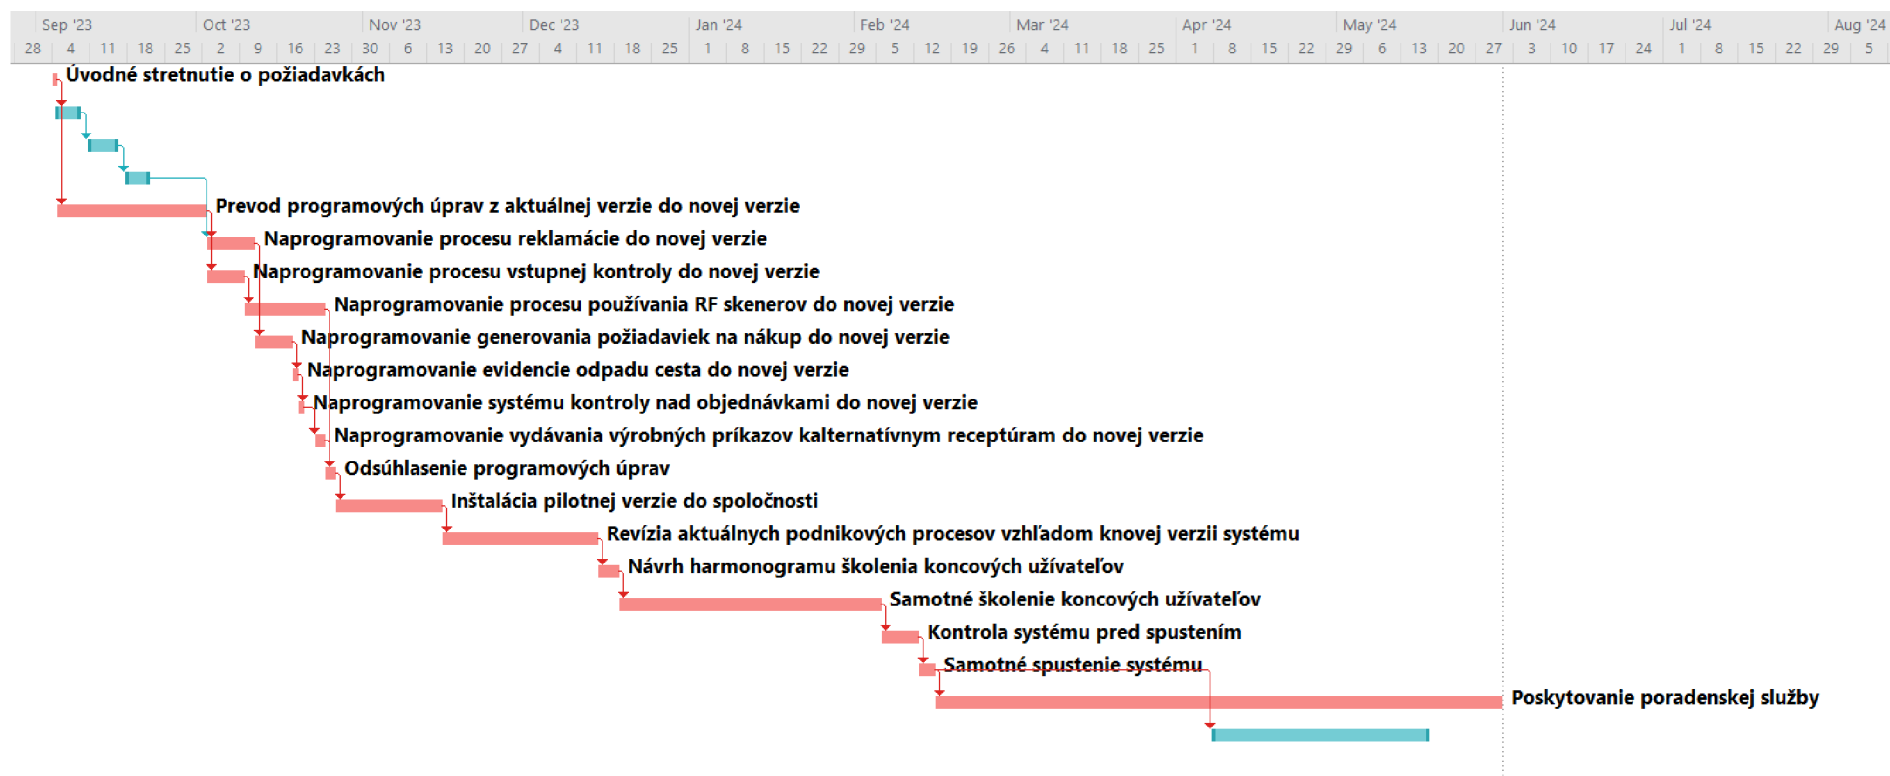 Sep '23 Oct '23 Nov '23 Dec '23 Jan '24 Feb '24 Mar '24 Apr '24 May '24 Jun '24 Jul '24 Aug '24
28 4 11 18 25 2 9 16 23 30 6 13 20 27 4 11 18 25 1 8 15 22 29 5 12 19 26 4 11 18 25 1 8 15 22 29 6 13 20 27 3 10 17 24 1 8 15 22 29 5
Úvodné stretnutie o požiadavkách
Prevod programových úprav z aktuálnej verzie do novej verzie
Naprogramovanie procesu reklamácie do novej verzie
Naprogramovanie procesu vstupnej kontroly do novej verzie
Naprogramovanie procesu používania RF skenerov do novej verzie
Naprogramovanie generovania požiadaviek na nákup do novej verzie
Naprogramovanie evidencie odpadu cesta do novej verzie
Naprogramovanie systému kontroly nad objednávkami do novej verzie
Naprogramovanie vydávania výrobných príkazov kalternatívnym receptúram do novej verzie
Odsúhlasenie programových úprav
Inštalácia pilotnej verzie do spoločnosti
Revízia aktuálnych podnikových procesov vzhľadom knovej verzii systému
Návrh harmonogramu školenia koncových užívateľov
Samotné školenie koncových užívateľov
Kontrola systému pred spustením
Samotné spustenie systému
Poskytovanie poradenskej služby